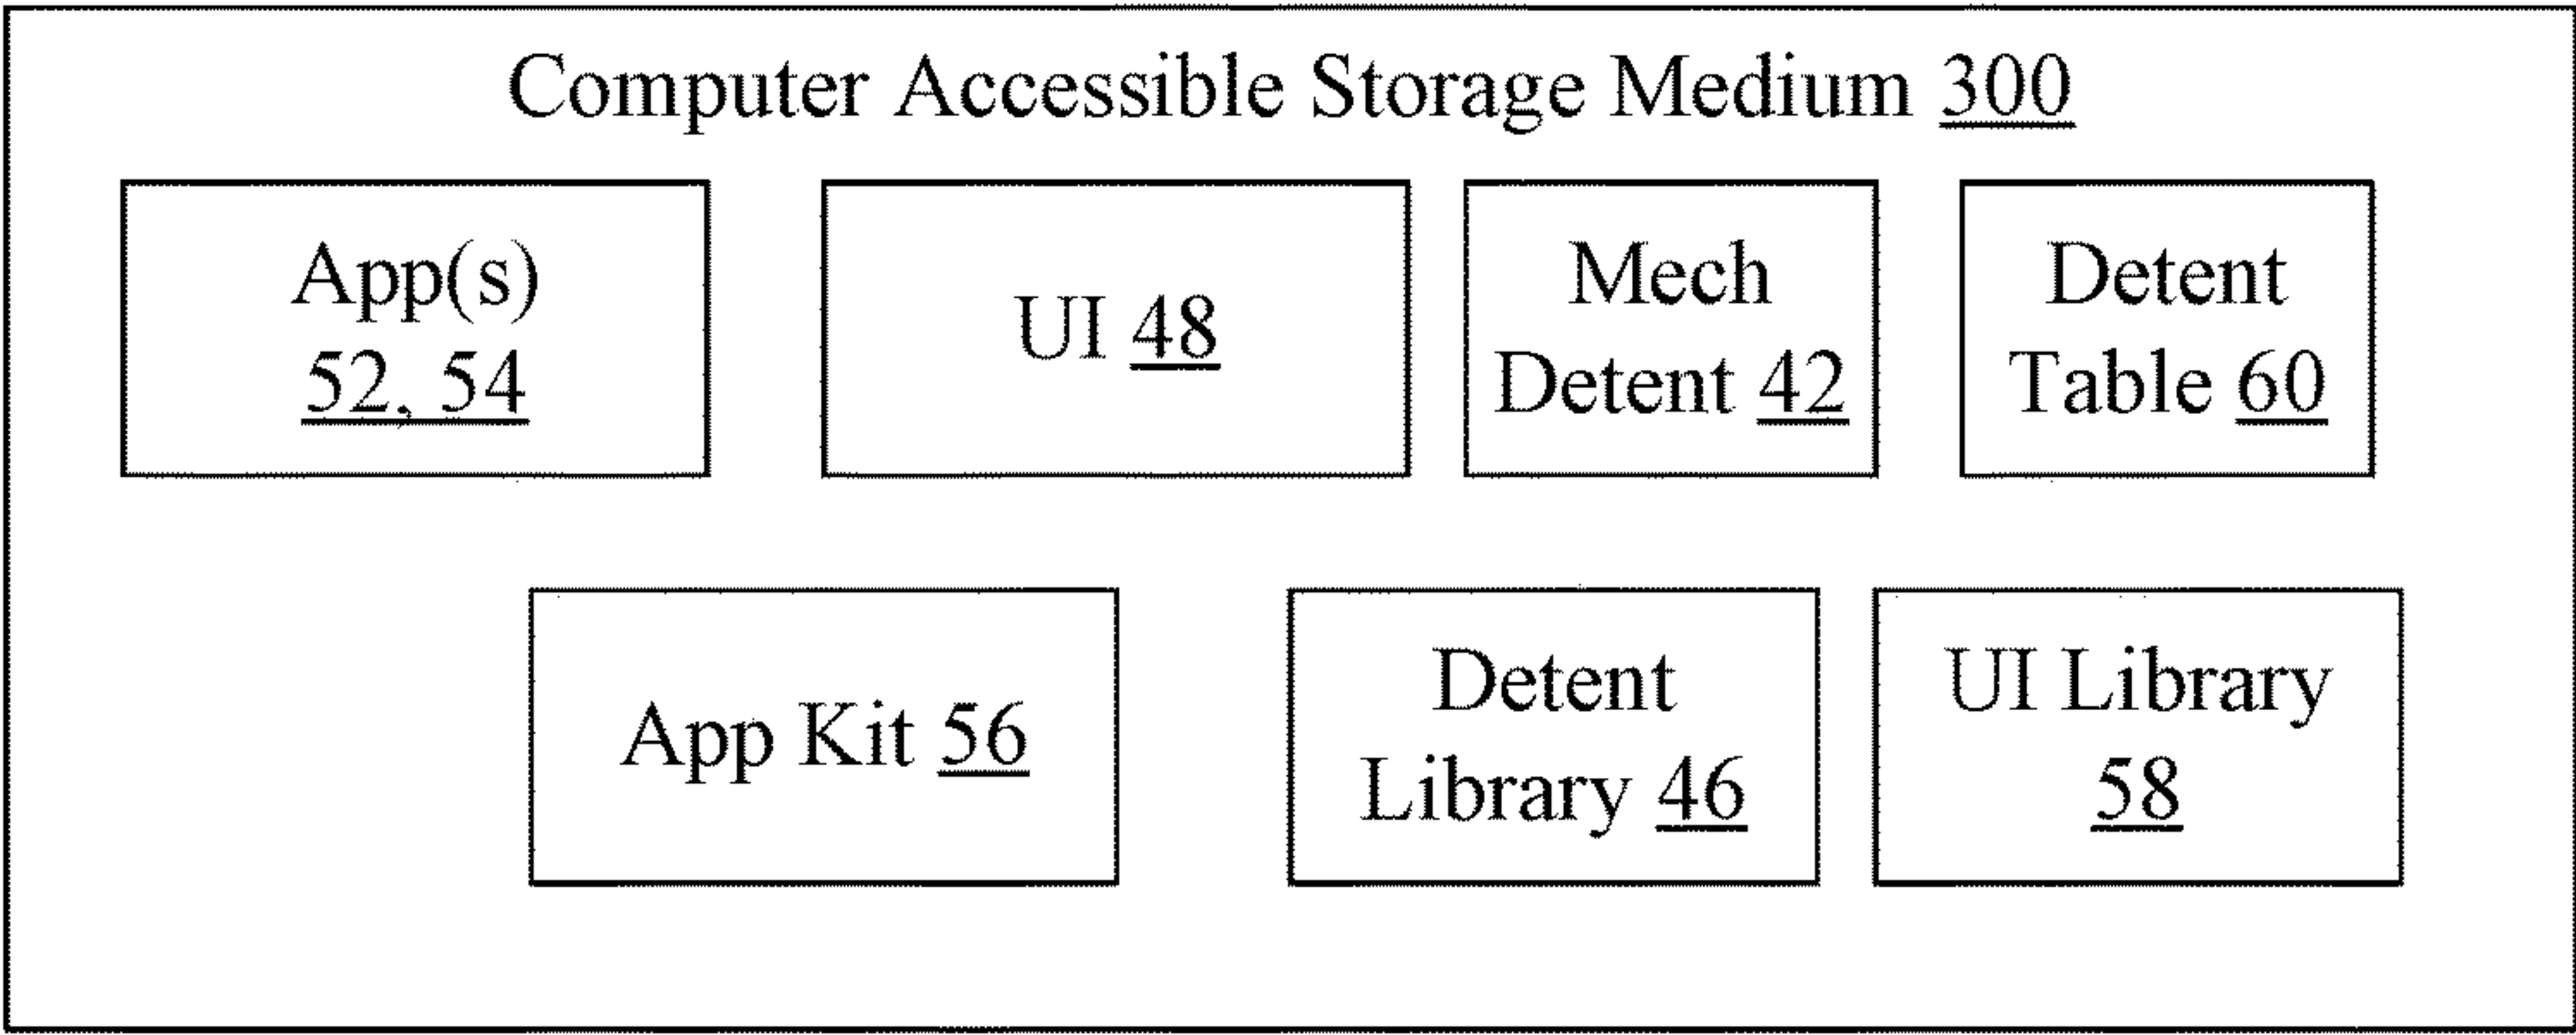 Computer Accessible Storage Medium 300
App(s)
52, 54
UI 48
Mech
Detent 42
Detent
Table 60
App Kit 56
Detent
Library 46
UI Library
58